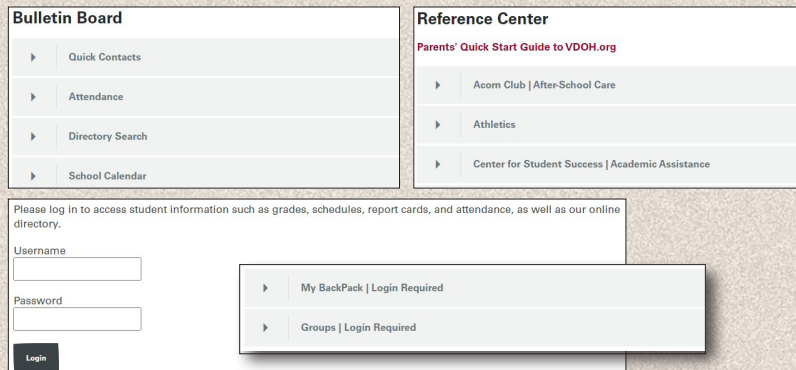 Bulletin Board
Quick Contacts
Attendance
Directory Search
School Calendar
Reference Center
Parents' Quick Start Guide to VDOH.org
Acorn Club | After-School Care
Athletics
Center for Student Success | Academic Assistance
Please log in to access student information such as grades, schedules, report cards, and attendance, as well as our online
directory.
Username
Password
Login
My BackPack | Login Required
Groups | Login Required